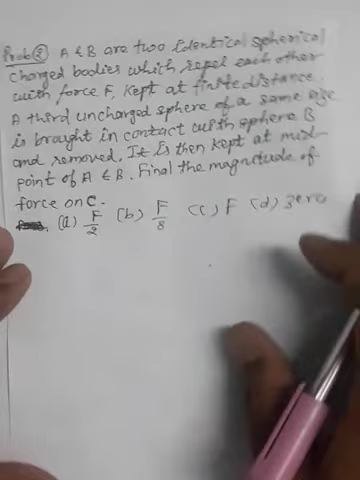 Prob② A & B are two identical spherical
charged bodies which repel each other
with force F, kept at finite distance.
A third uncharged sphere of a same size
is brought in contact with sphere B
and removed. It is then kept at mid-
point of A & B. Find the magnitude of
force on C.
(a) F/2 (b) F/8 (c) F (d) zero